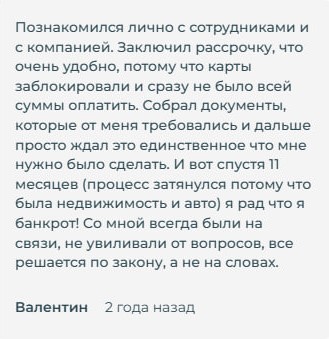 Познакомился лично с сотрудниками и
с компанией. Заключил рассрочку, что
очень удобно, потому что карты
заблокировали и сразу не было всей
суммы оплатить. Собрал документы,
которые от меня требовались и дальше
просто ждал это единственное что мне
нужно было сделать. И вот спустя 11
месяцев (процесс затянулся потому что
была недвижимость и авто) я рад что я
банкрот! Со мной всегда были на
связи, не увиливали от вопросов, все
решается по закону, а не на словах.
Валентин 2 года назад